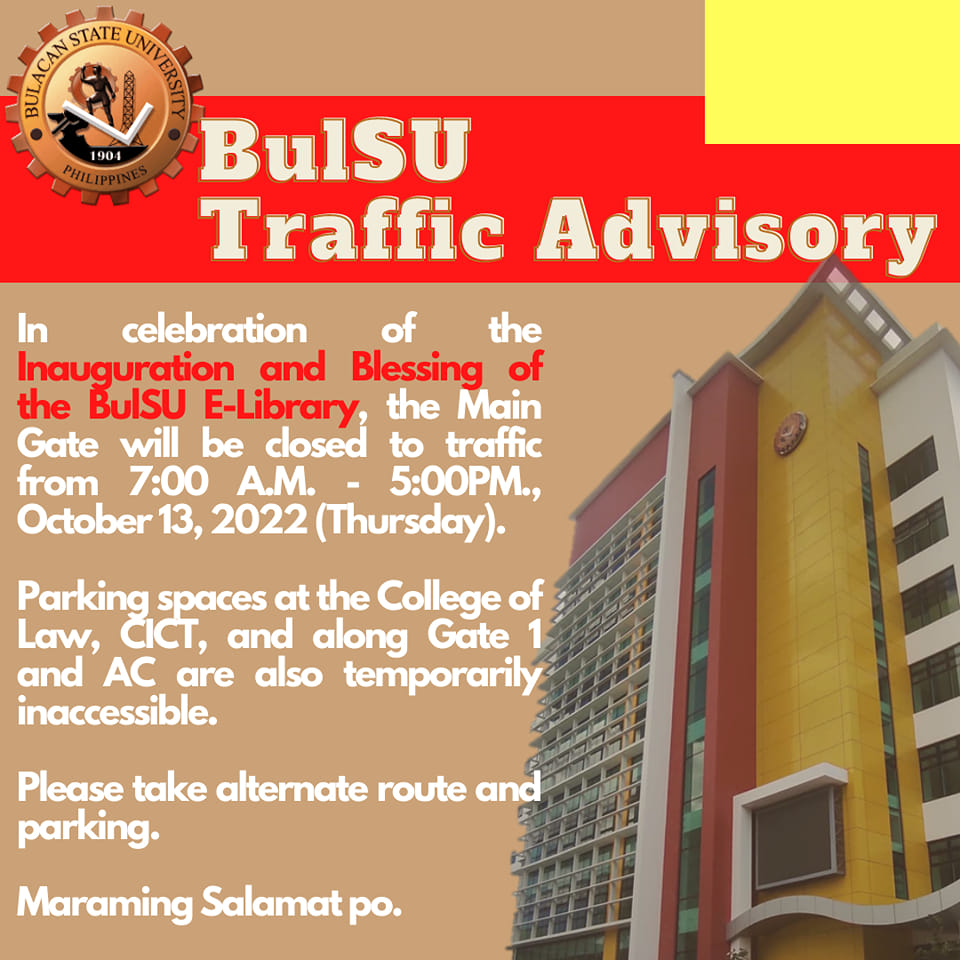 BULACAN STATE UNIVERSITY
1904
PHILIPPINES
BulSU
Traffic Advisory
In celebration of the
Inauguration and Blessing of
the BulSU E-Library, the Main
Gate will be closed to traffic
from 7:00 A.M. - 5:00PM.,
October 13, 2022 (Thursday).
Parking spaces at the College of
Law, CICT, and along Gate 1
and AC are also temporarily
inaccessible.
Please take alternate route and
parking.
Maraming Salamat po.